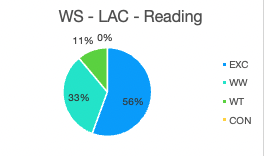 WS - LAC - Reading
11%
0%
33%
56%
EXC
WW
WT
CON